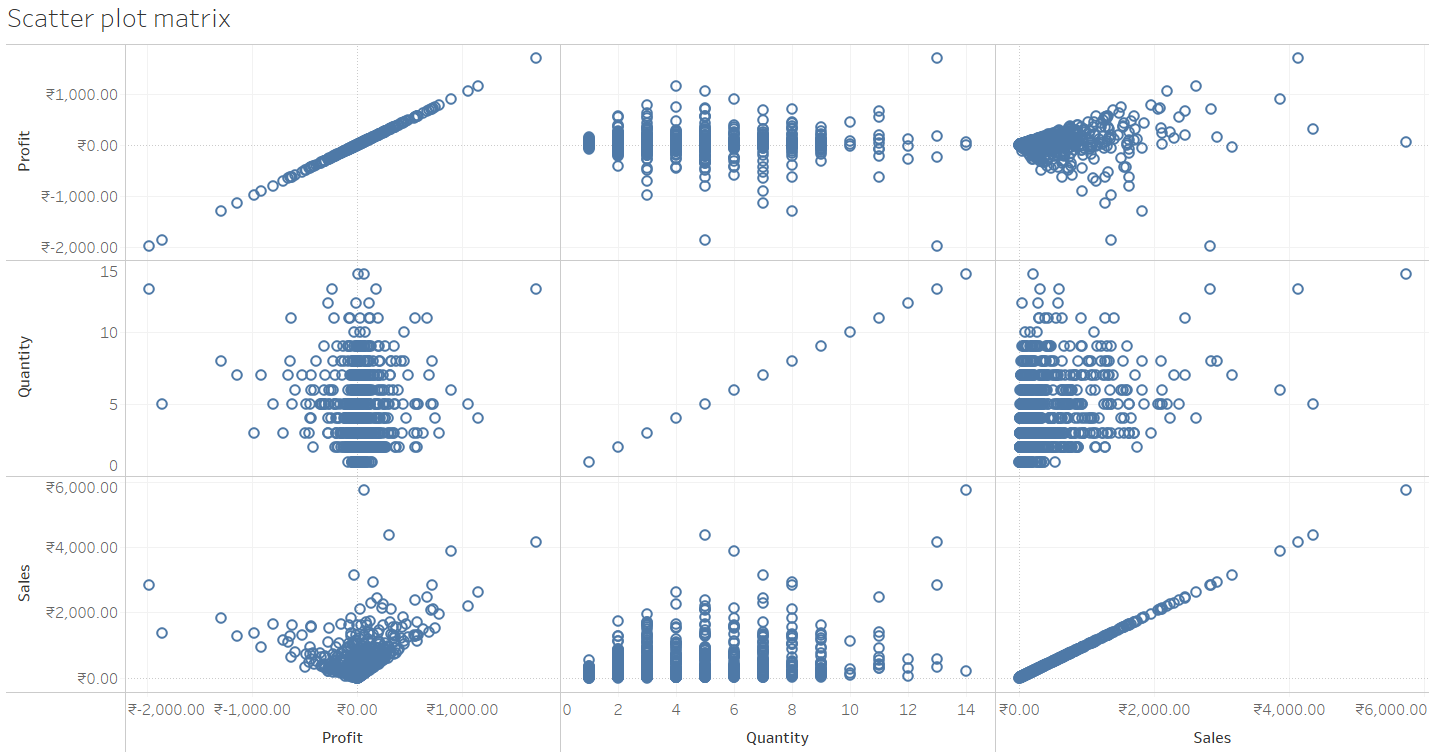 Scatter plot matrix
Profit
₹1,000.00
₹0.00
₹-1,000.00
₹-2,000.00
Quantity
15
10
5
0
Sales
₹6,000.00
₹4,000.00
₹2,000.00
₹0.00
₹-2,000.00 ₹-1,000.00 ₹0.00 ₹1,000.00 0 2 4 6 8 10 12 14 ₹0.00 ₹2,000.00 ₹4,000.00 ₹6,000.00
Profit Quantity Sales